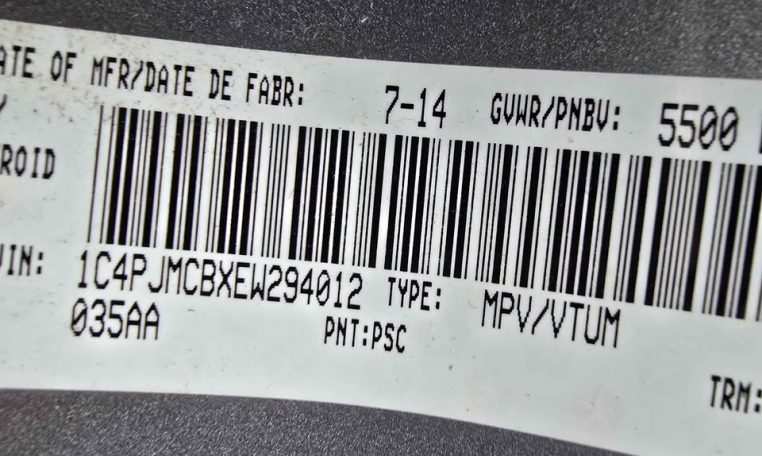 ATE OF MFR/DATE DE FABR: 7-14 GVWR/PNBV: 5500
ROID
VIN: 1C4PJMCBXEW294012 TYPE: MPV/VTUM
035AA PNT:PSC
TRM: